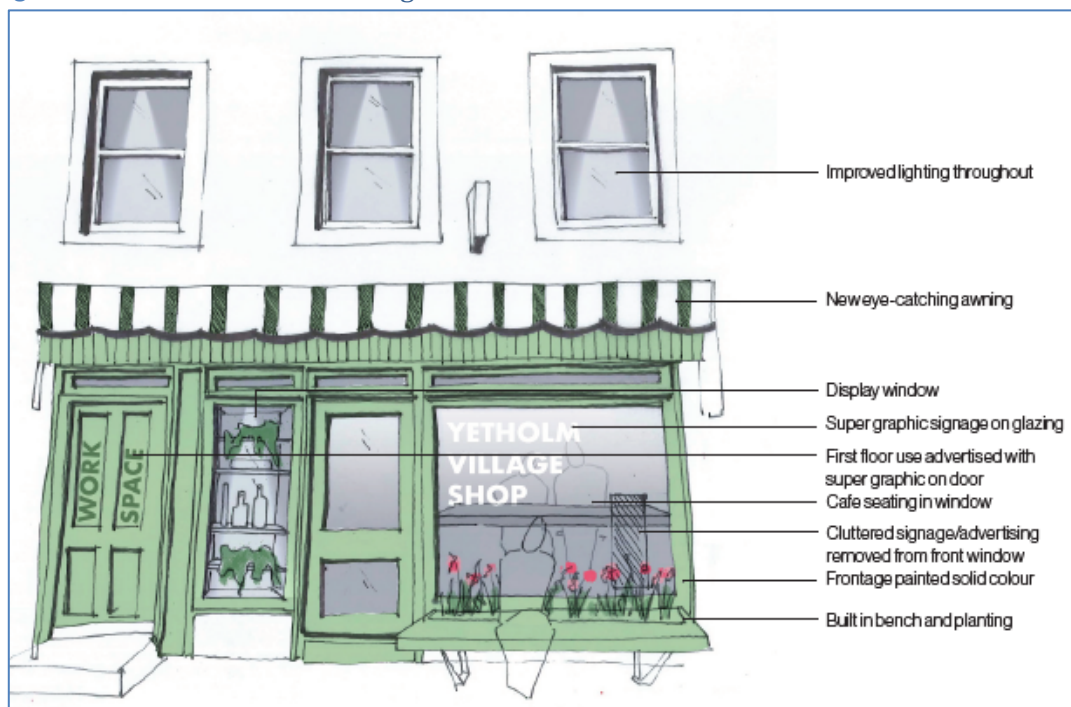 Improved lighting throughout
New eye-catching awning
Display window
Super graphic signage on glazing
First floor use advertised with
super graphic on door
Cafe seating in window
Cluttered signage/advertising
removed from front window
Frontage painted solid colour
Built in bench and planting
WORK
SPACE
YETHOLM
VILLAGE
SHOP